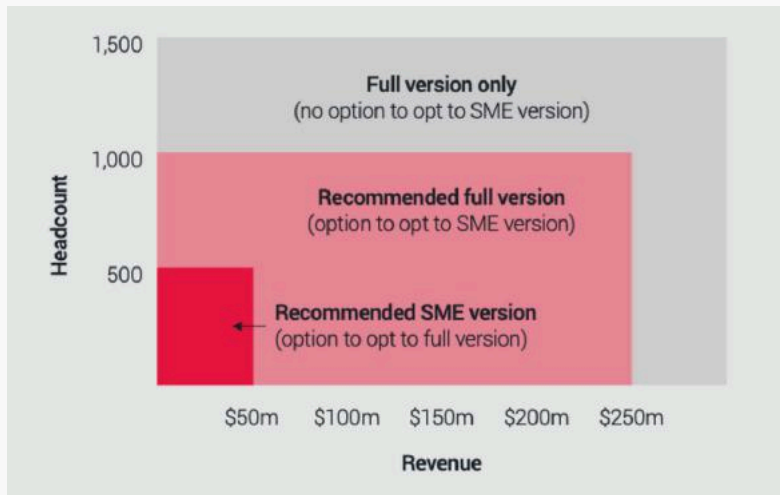 1,500
Full version only
(no option to opt to SME version)
1,000
Recommended full version
(option to opt to SME version)
Headcount
500
Recommended SME version
(option to opt to full version)
$50m $100m $150m $200m $250m
Revenue